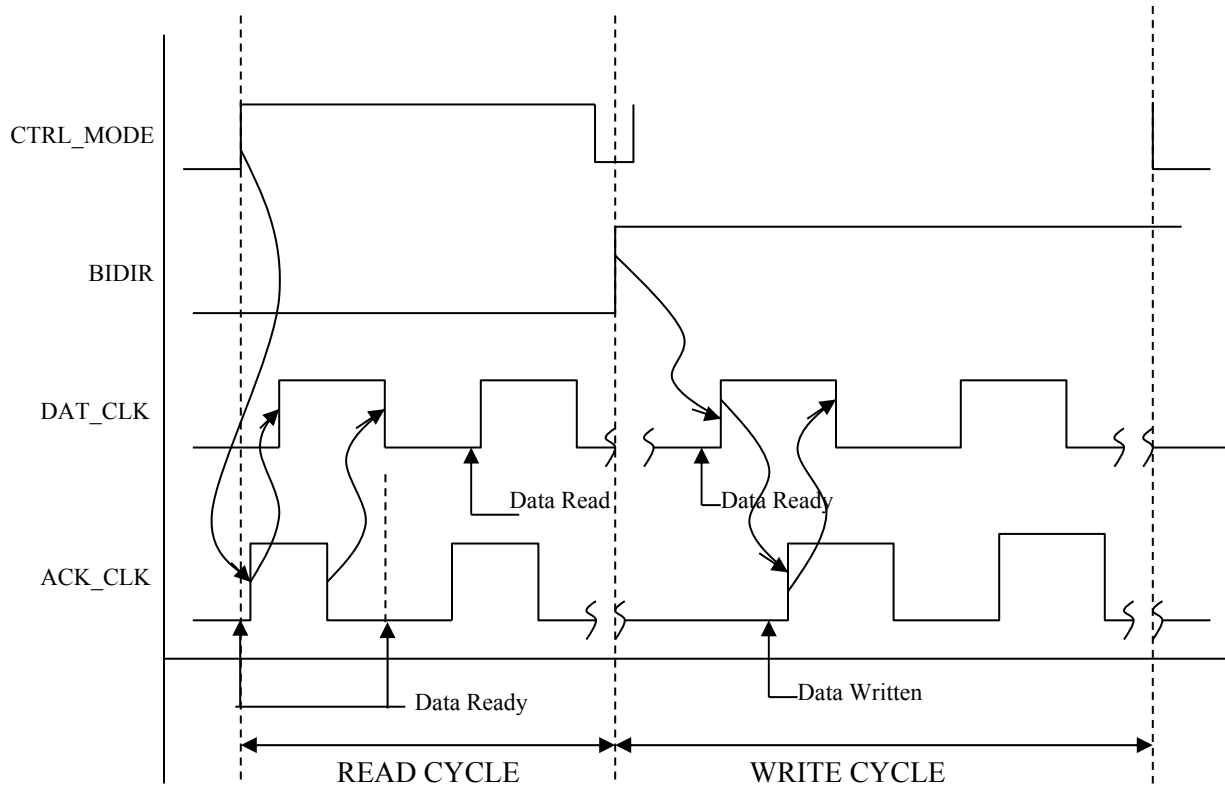 CTRL_MODE
BIDIR
DAT_CLK
Data Read
Data Ready
ACK_CLK
Data Ready
Data Written
READ CYCLE
WRITE CYCLE